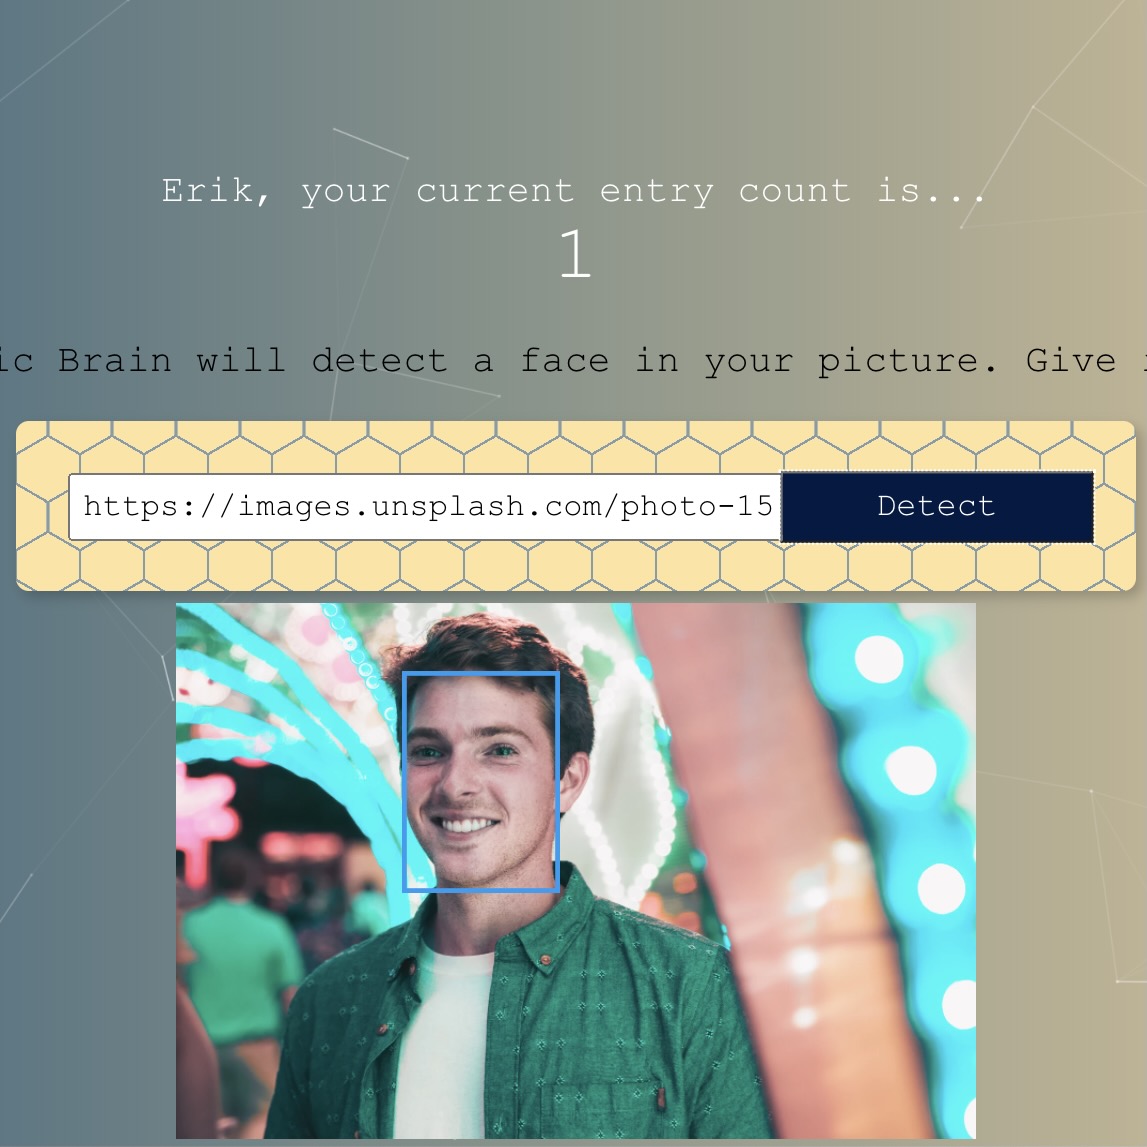 Erik, your current entry count is...
1
ic Brain will detect a face in your picture. Give
https://images.unsplash.com/photo-15
Detect